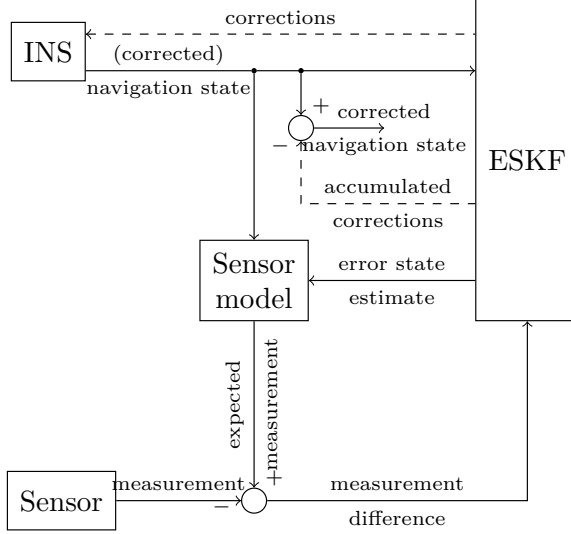 corrections
INS
(corrected)
navigation state
+
corrected
−
navigation state
ESKF
accumulated
corrections
Sensor
model
error state
estimate
expected
measurement
+
Sensor
measurement
−
measurement
difference